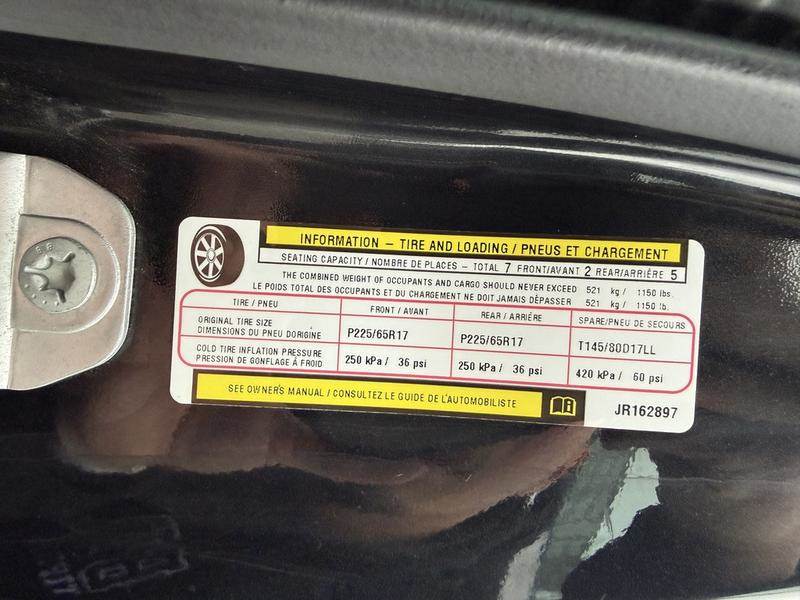 INFORMATION – TIRE AND LOADING / PNEUS ET CHARGEMENT
SEATING CAPACITY / NOMBRE DE PLACES – TOTAL 7 FRONT/AVANT 2 REAR/ARRIÈRE 5
THE COMBINED WEIGHT OF OCCUPANTS AND CARGO SHOULD NEVER EXCEED 521 kg / 1150 lbs.
LE POIDS TOTAL DES OCCUPANTS ET DU CHARGEMENT NE DOIT JAMAIS DÉPASSER 521 kg / 1150 lb.
TIRE / PNEU FRONT / AVANT REAR / ARRIÈRE SPARE/PNEU DE SECOURS
ORIGINAL TIRE SIZE
DIMENSIONS DU PNEU DORIGINE P225/65R17 P225/65R17 T145/80D17LL
COLD TIRE INFLATION PRESSURE
PRESSION DE GONFLAGE À FROID 250 kPa / 36 psi 250 kPa / 36 psi 420 kPa / 60 psi
SEE OWNER'S MANUAL / CONSULTEZ LE GUIDE DE L'AUTOMOBILISTE
JR162897